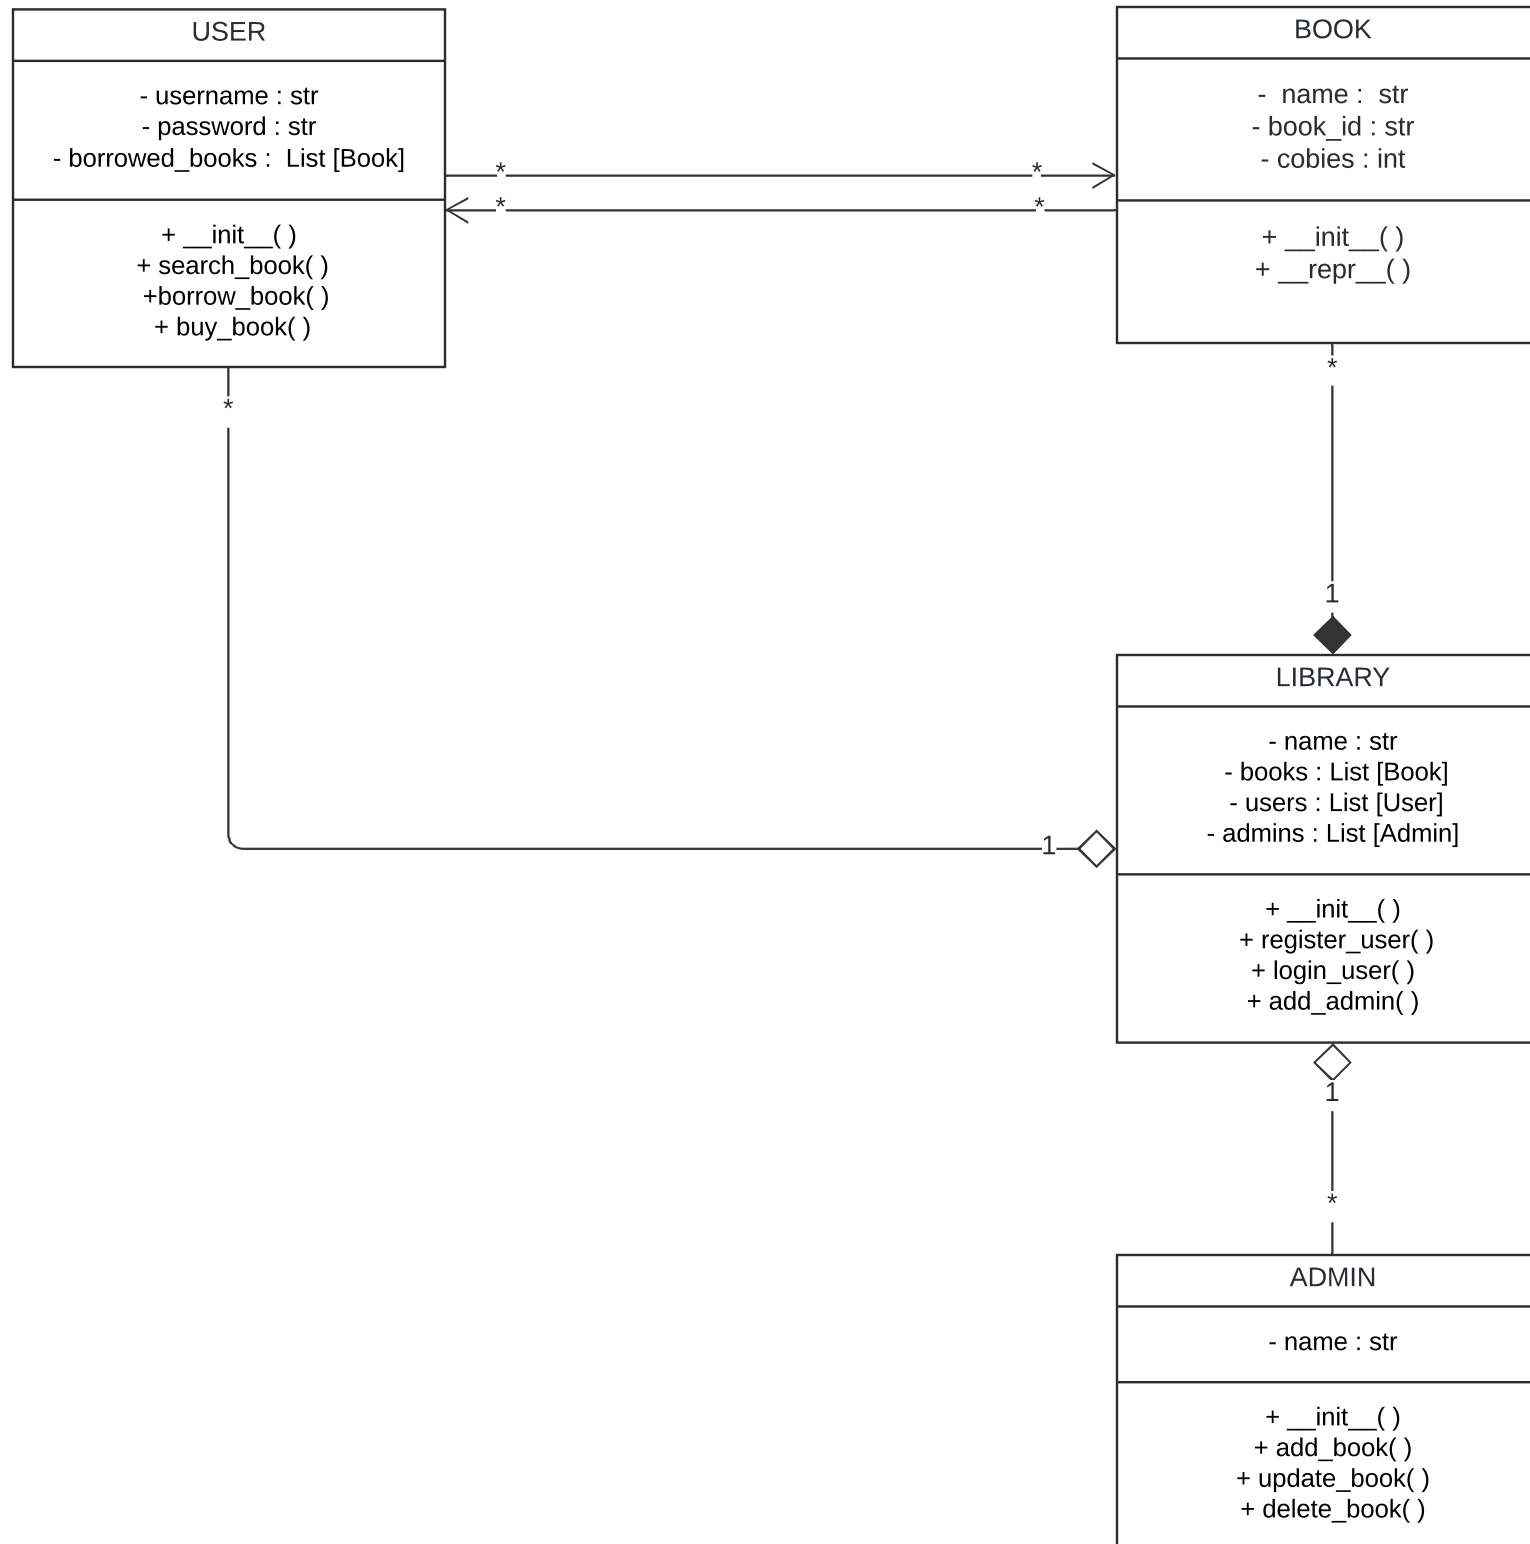 USER
- username : str
- password : str
- borrowed_books :  List [Book]
+ __init__( )
+ search_book( )
+borrow_book( )
+ buy_book( )
BOOK
-  name :  str
- book_id : str
- cobies : int
+ __init__( )
+ __repr__( )
* *
* *
*
*
1
LIBRARY
- name : str
- books : List [Book]
- users : List [User]
- admins : List [Admin]
+ __init__( )
+ register_user( )
+ login_user( )
+ add_admin( )
1
1
*
ADMIN
- name : str
+ __init__( )
+ add_book( )
+ update_book( )
+ delete_book( )